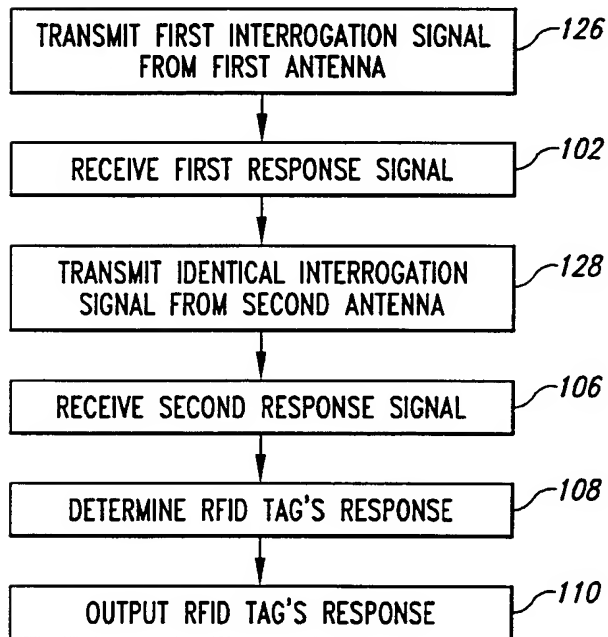 TRANSMIT FIRST INTERROGATION SIGNAL
FROM FIRST ANTENNA
126
RECEIVE FIRST RESPONSE SIGNAL
102
TRANSMIT IDENTICAL INTERROGATION
SIGNAL FROM SECOND ANTENNA
128
RECEIVE SECOND RESPONSE SIGNAL
106
DETERMINE RFID TAG'S RESPONSE
108
OUTPUT RFID TAG'S RESPONSE
110